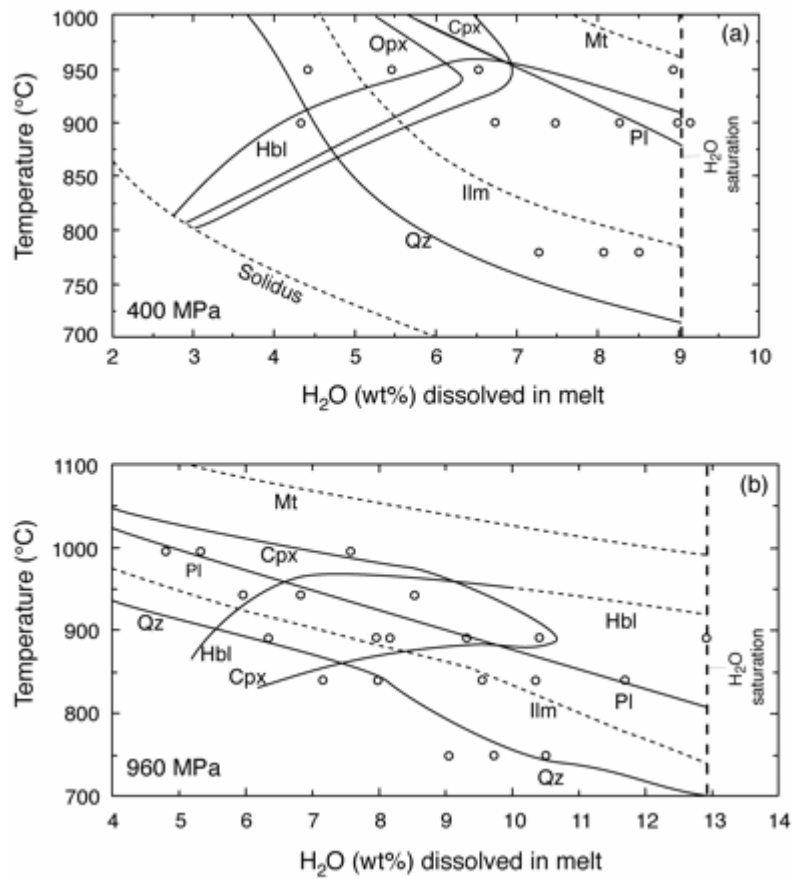 1000
950
900
850
800
750
700
Temperature (°C)
Opx
Cpx
Mt
(a)
Hbl
Pl
Ilm
Qz
Solidus
H₂O
saturation
400 MPa
2
3
4
5
6
7
8
9
10
H₂O (wt%) dissolved in melt
1100
1000
900
800
700
Temperature (°C)
Mt
(b)
Cpx
Pl
Qz
Hbl
Hbl
Cpx
Ilm
Pl
H₂O
saturation
960 MPa
Qz
4
5
6
7
8
9
10
11
12
13
14
H₂O (wt%) dissolved in melt